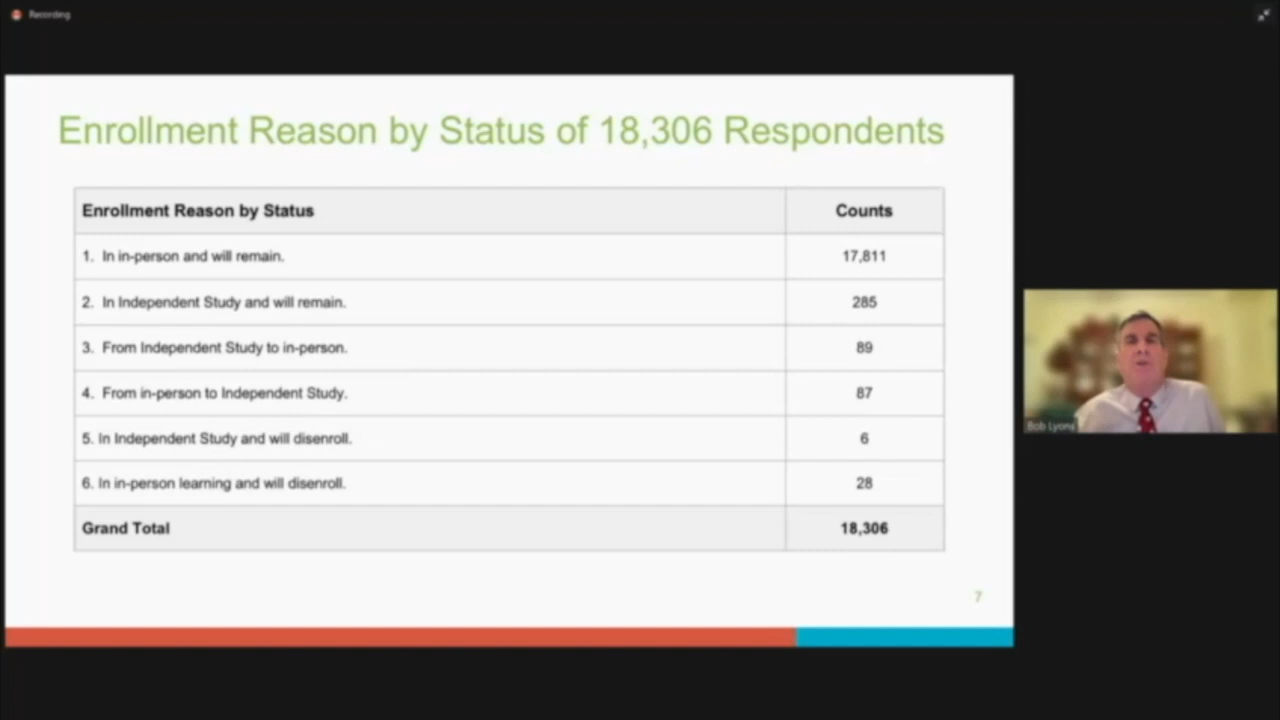 Recording
Enrollment Reason by Status of 18,306 Respondents
Enrollment Reason by Status Counts
1. In in-person and will remain. 17,811
2. In Independent Study and will remain. 285
3. From Independent Study to in-person. 89
4. From in-person to Independent Study. 87
5. In Independent Study and will disenroll. 6
6. In in-person learning and will disenroll. 28
Grand Total 18,306
7
Bob Lyons